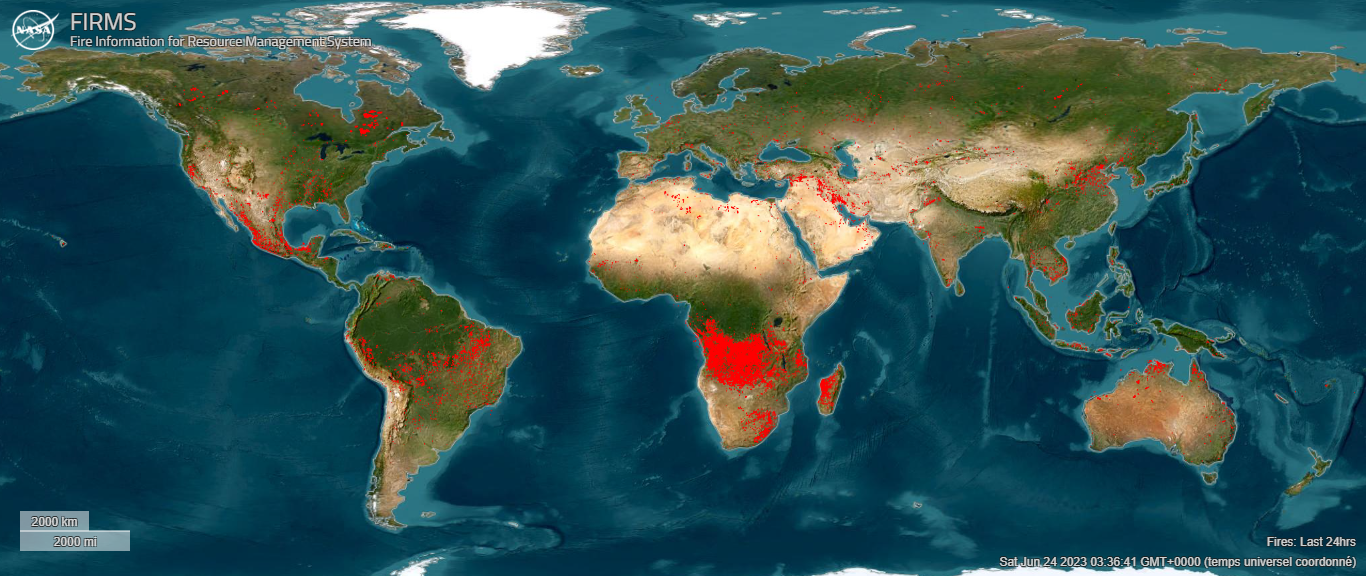 NASA
FIRMS
Fire Information for Resource Management System
2000 km
2000 mi
Fires: Last 24hrs
Sat Jun 24 2023 03:36:41 GMT+0000 (temps universel coordonné)